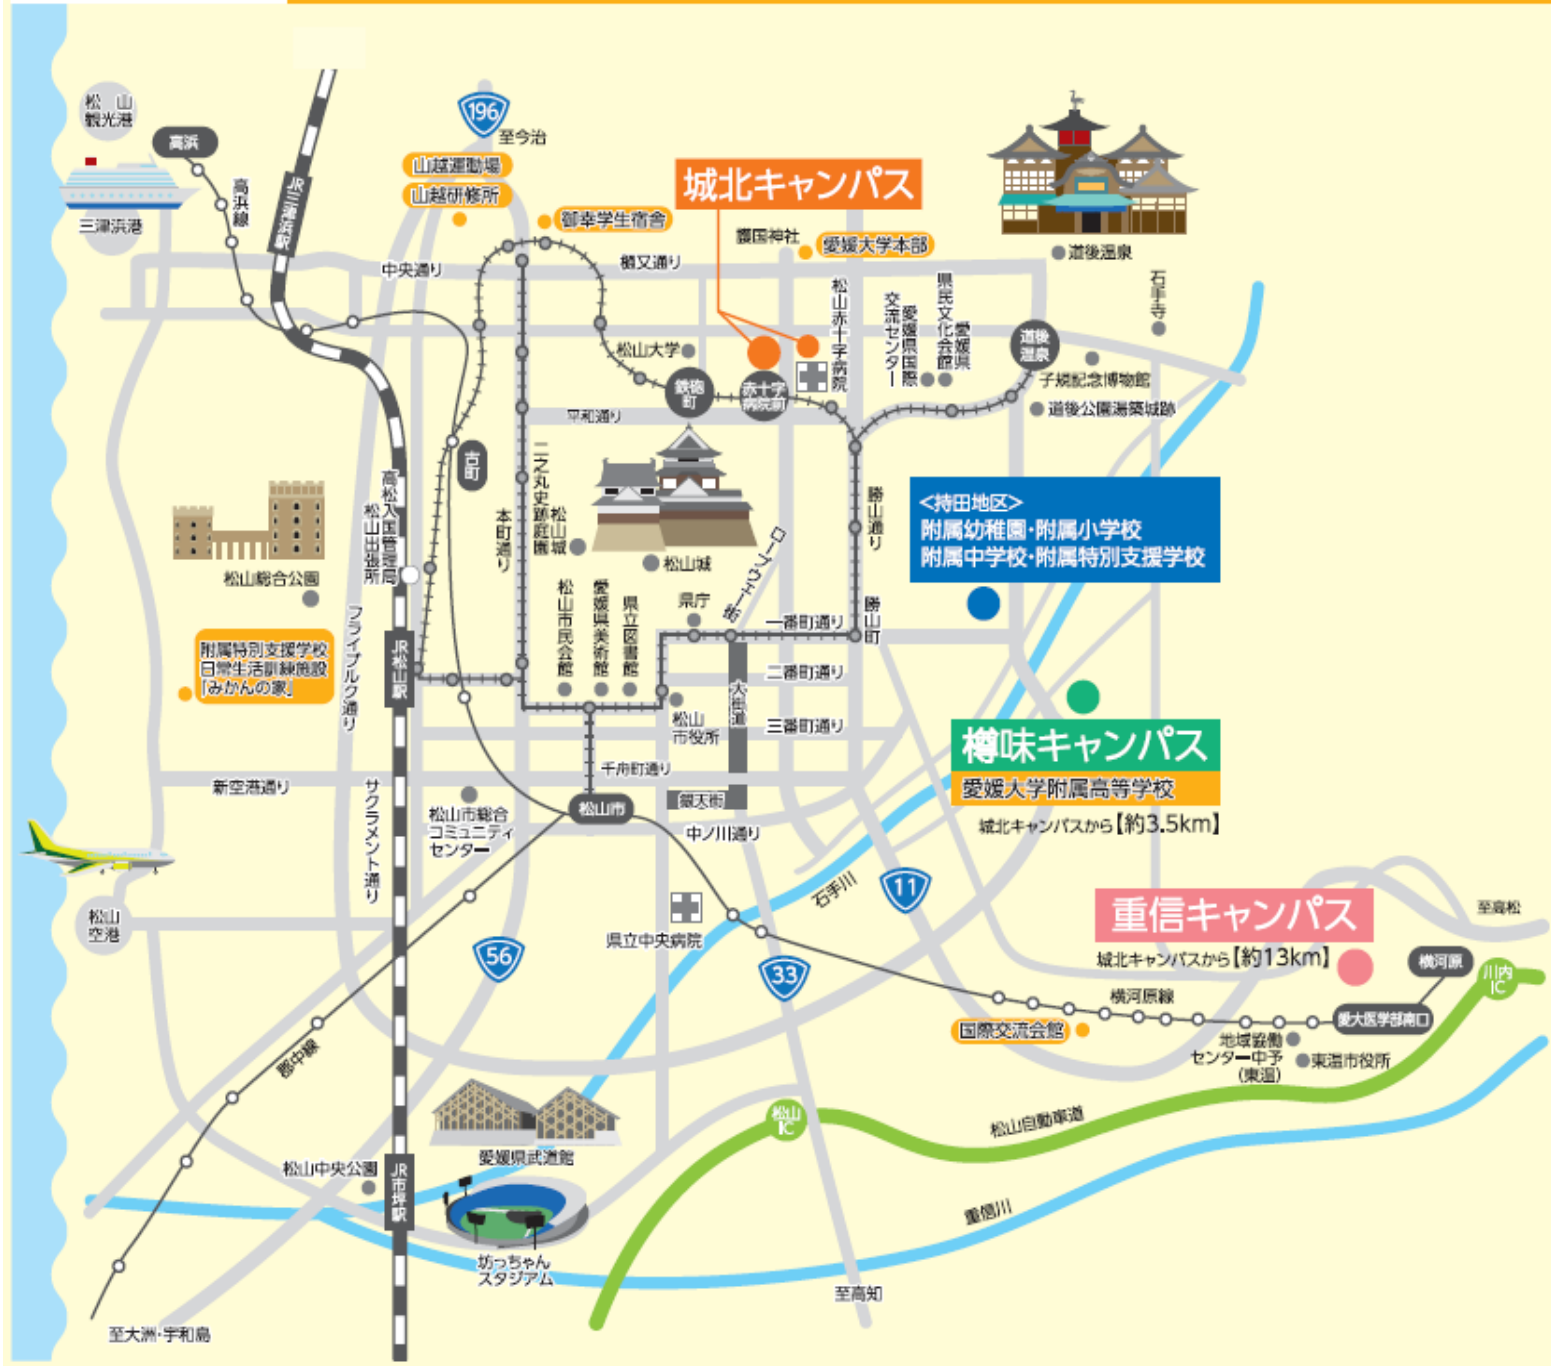 松山
観光港
高浜
三津浜港
高浜線
JR三津浜駅
196
至今治
山越運動場
山越研修所
御幸学生宿舎
城北キャンパス
護国神社
愛媛大学本部
道後温泉
中央通り
樋又通り
松山赤十字病院
愛媛県国際
交流センター
愛媛県
県民文化会館
石手寺
道後
温泉
松山大学
鉄砲
町
赤十字
病院前
子規記念博物館
道後公園湯築城跡
平和通り
古町
高松入国管理局
松山出張所
本町通り
二之丸史跡庭園
松山城
松山城
ロープウェー街
勝山通り
<持田地区>
附属幼稚園・附属小学校
附属中学校・附属特別支援学校
松山総合公園
フライブルク通り
附属特別支援学校
日常生活訓練施設
「みかんの家」
JR松山駅
松山市民会館
愛媛県美術館
県立図書館
県庁
一番町通り
勝山町
二番町通り
大街道
三番町通り
松山
市役所
千舟町通り
樽味キャンパス
愛媛大学附属高等学校
城北キャンパスから【約3.5km】
新空港通り
サクラメント通り
松山市総合
コミュニティ
センター
松山市
銀天街
中ノ川通り
石手川
11
松山
空港
56
県立中央病院
33
重信キャンパス
城北キャンパスから【約13km】
至高松
横河原
川内
IC
横河原線
愛大医学部南口
国際交流会館
地域協働
センター中予
(東温)
東温市役所
郡中線
松山
IC
松山自動車道
愛媛県武道館
松山中央公園
JR市坪駅
坊っちゃん
スタジアム
重信川
至高知
至大洲・宇和島